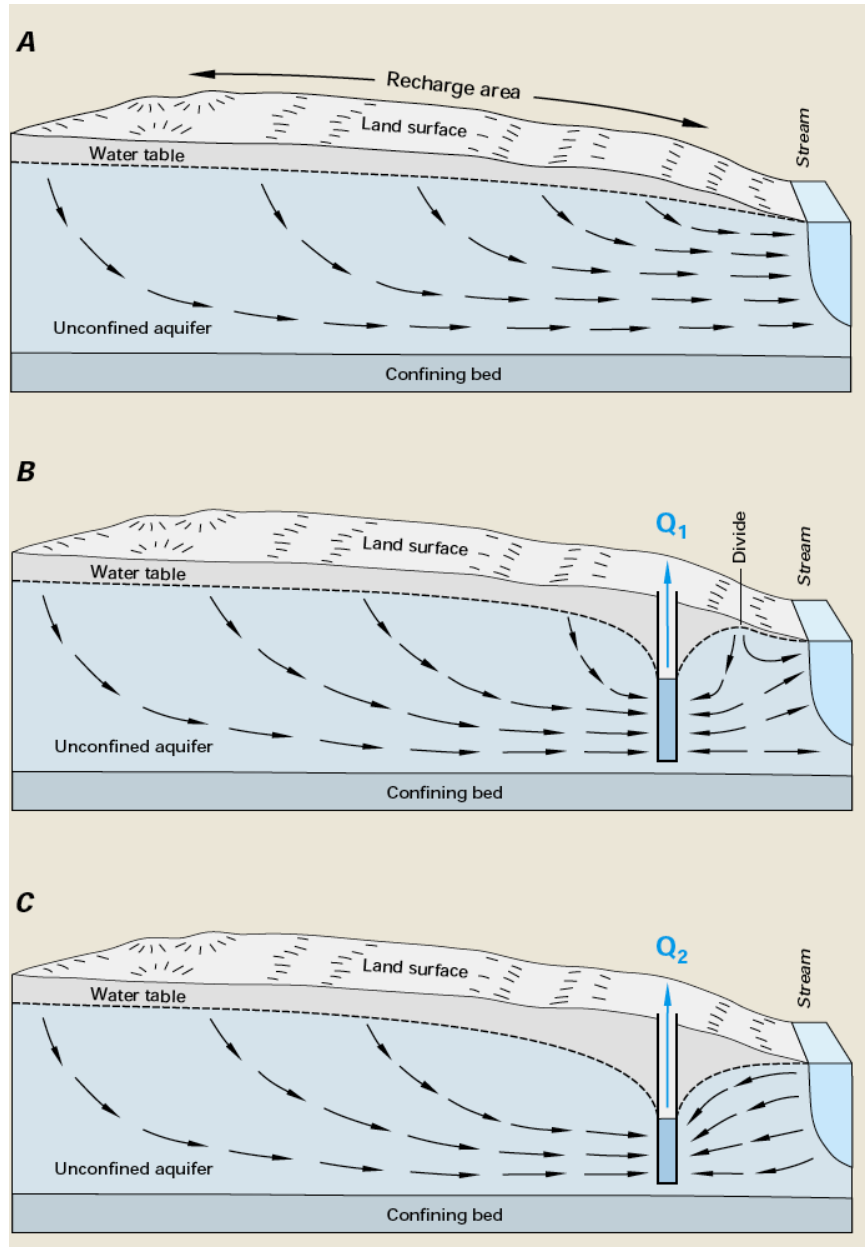 A
Recharge area
Land surface
Stream
Water table
Unconfined aquifer
Confining bed
B
Q₁
Divide
Stream
Land surface
Water table
Unconfined aquifer
Confining bed
C
Q₂
Stream
Land surface
Water table
Unconfined aquifer
Confining bed